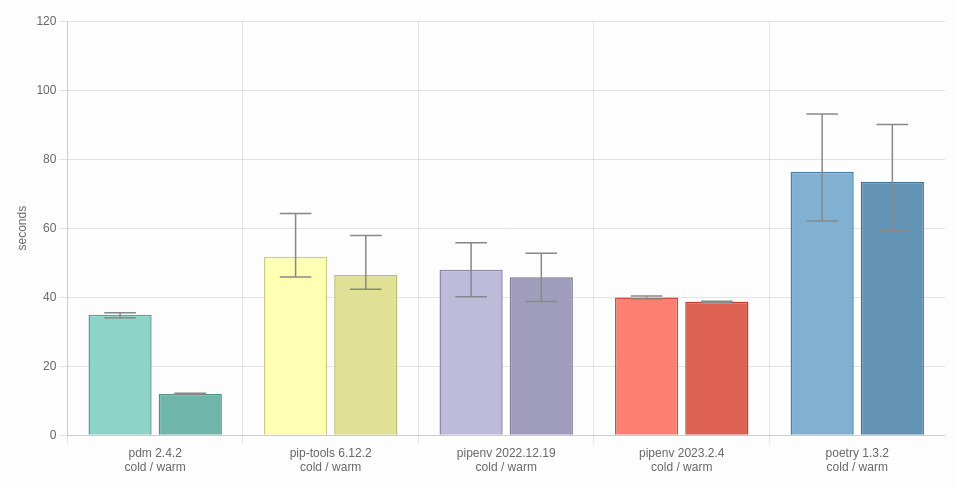 120
100
80
60
40
20
0
seconds
pdm 2.4.2
cold / warm
pip-tools 6.12.2
cold / warm
pipenv 2022.12.19
cold / warm
pipenv 2023.2.4
cold / warm
poetry 1.3.2
cold / warm